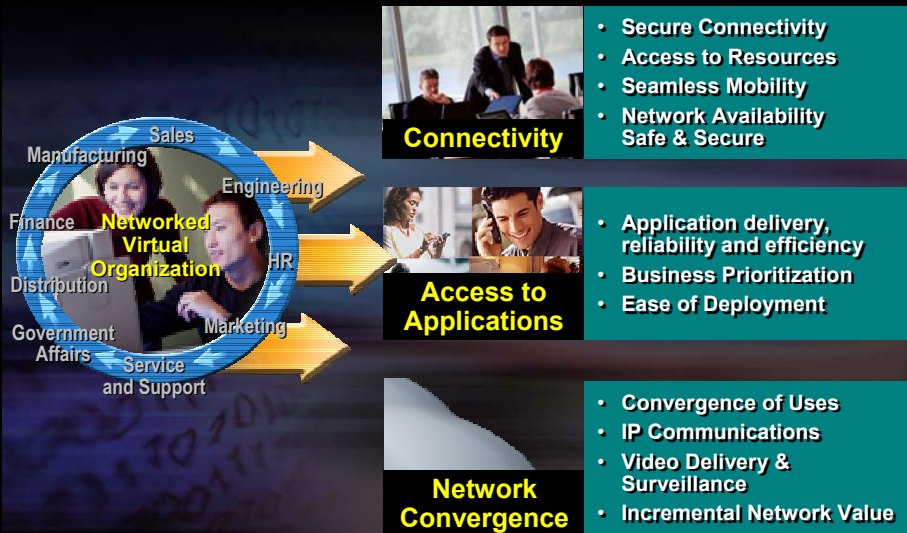 Sales
Manufacturing
Engineering
Finance
Networked
Virtual
Organization
HR
Distribution
Marketing
Government
Affairs
Service
and Support
Connectivity
• Secure Connectivity
• Access to Resources
• Seamless Mobility
• Network Availability
Safe & Secure
Access to
Applications
• Application delivery,
reliability and efficiency
• Business Prioritization
• Ease of Deployment
Network
Convergence
• Convergence of Uses
• IP Communications
• Video Delivery &
Surveillance
• Incremental Network Value